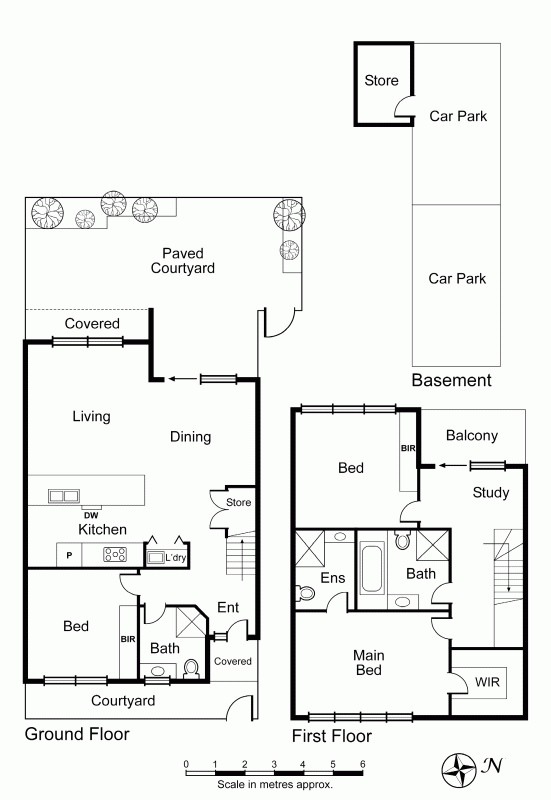 Store
Car Park
Paved
Courtyard
Car Park
Covered
Basement
Living
Dining
BIR
Balcony
Bed
Study
DW
Store
Kitchen
P
L'dry
Ens
Bath
Bed
BIR
Ent
Bath
Covered
Main
Bed
WIR
Courtyard
Ground Floor
First Floor
0 1 2 3 4 5 6
Scale in metres approx.
N